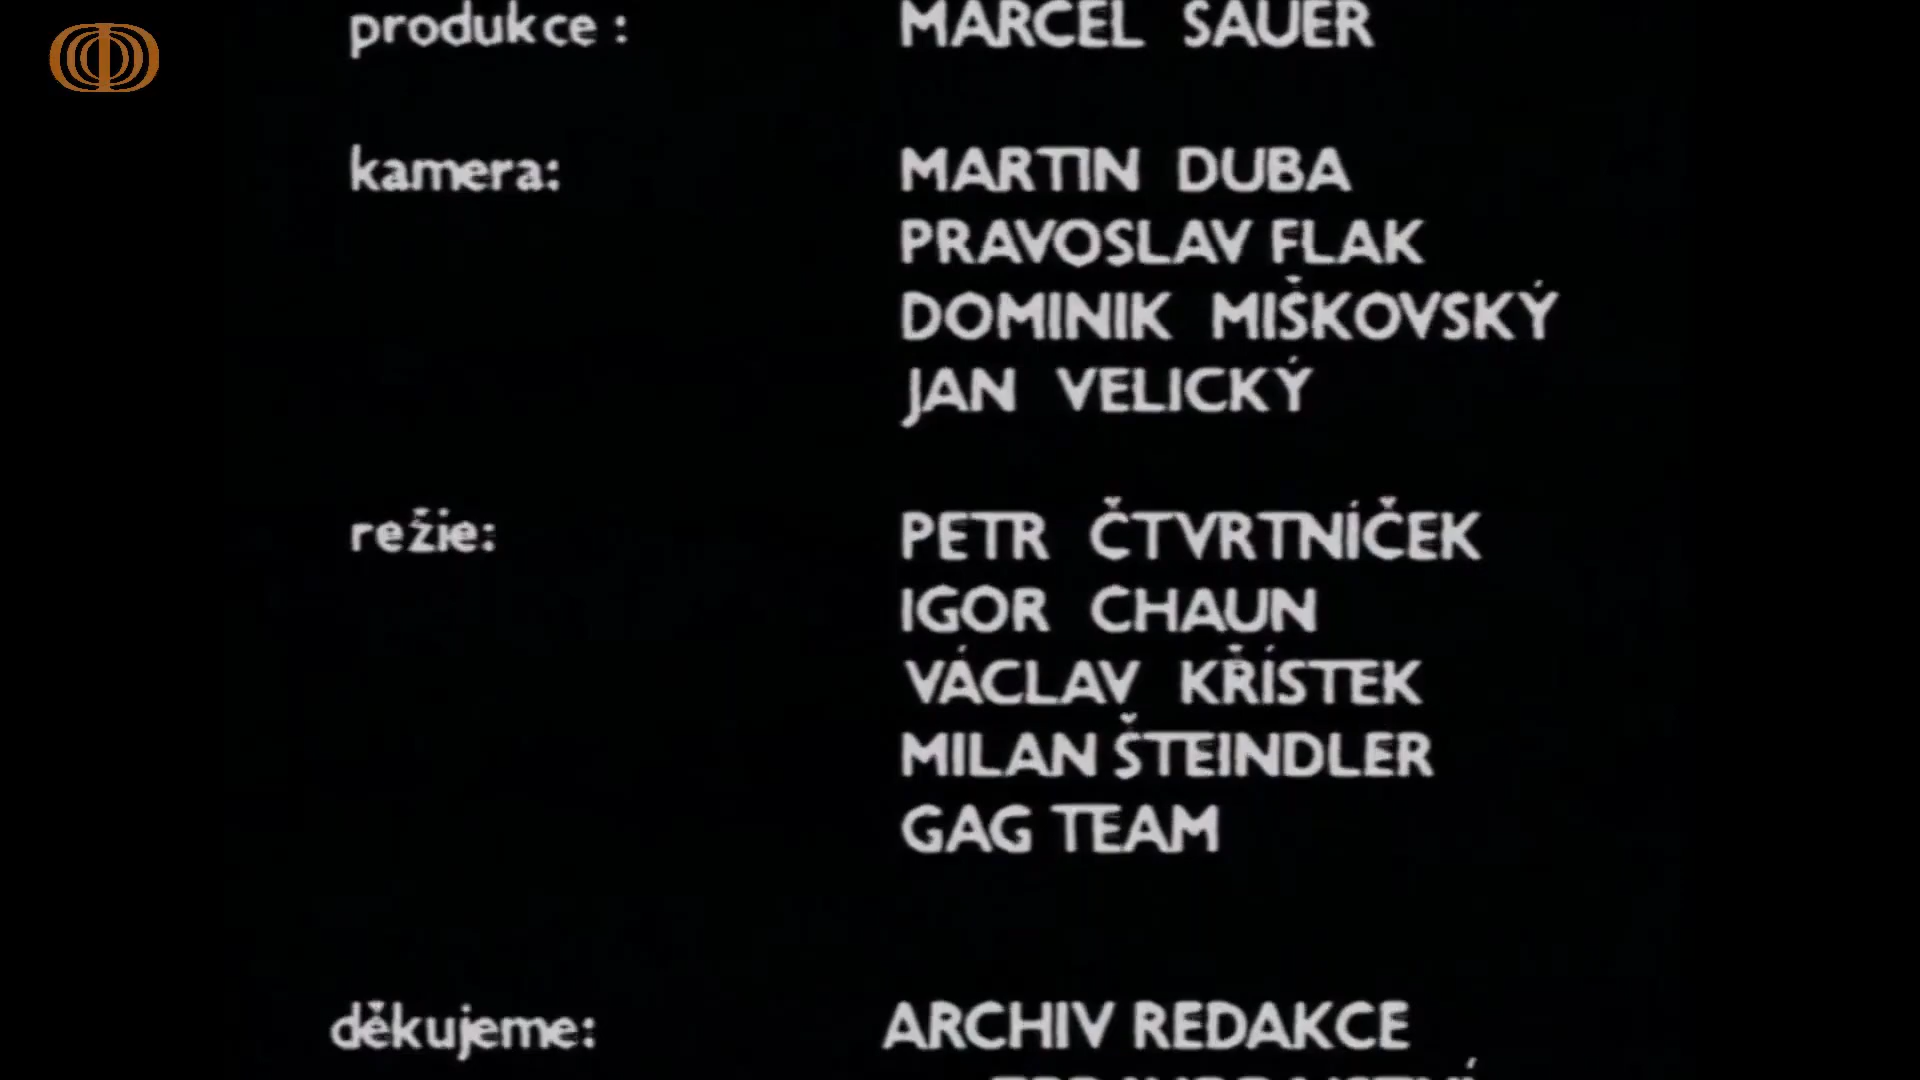 produkce : MARCEL SAUER
kamera: MARTIN DUBA
PRAVOSLAV FLAK
DOMINIK MIŠKOVSKÝ
JAN VELICKÝ
režie: PETR ČTVRTNÍČEK
IGOR CHAUN
VÁCLAV KŘÍSTEK
MILAN ŠTEINDLER
GAG TEAM
děkujeme: ARCHIV REDAKCE